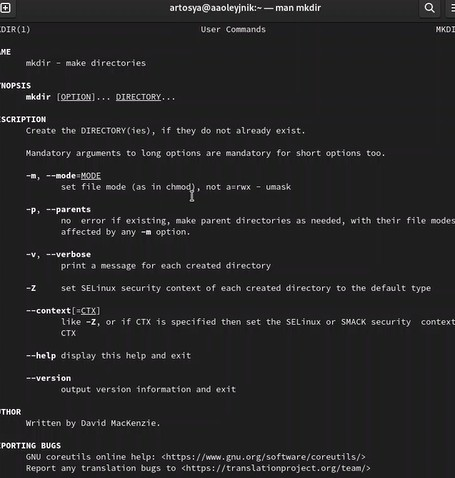 artosya@aaoleyjnik:~ — man mkdir
DIR(1) User Commands MKD
AME
mkdir - make directories
YNOPSIS
mkdir [OPTION]... DIRECTORY...
ESCRIPTION
Create the DIRECTORY(ies), if they do not already exist.
Mandatory arguments to long options are mandatory for short options too.
-m, --mode=MODE
set file mode (as in chmod), not a=rwx - umask
-p, --parents
no error if existing, make parent directories as needed, with their file modes
affected by any -m option.
-v, --verbose
print a message for each created directory
-Z set SELinux security context of each created directory to the default type
--context[=CTX]
like -Z, or if CTX is specified then set the SELinux or SMACK security context
CTX
--help display this help and exit
--version
output version information and exit
UTHOR
Written by David MacKenzie.
EPORTING BUGS
GNU coreutils online help: <https://www.gnu.org/software/coreutils/>
Report any translation bugs to <https://translationproject.org/team/>